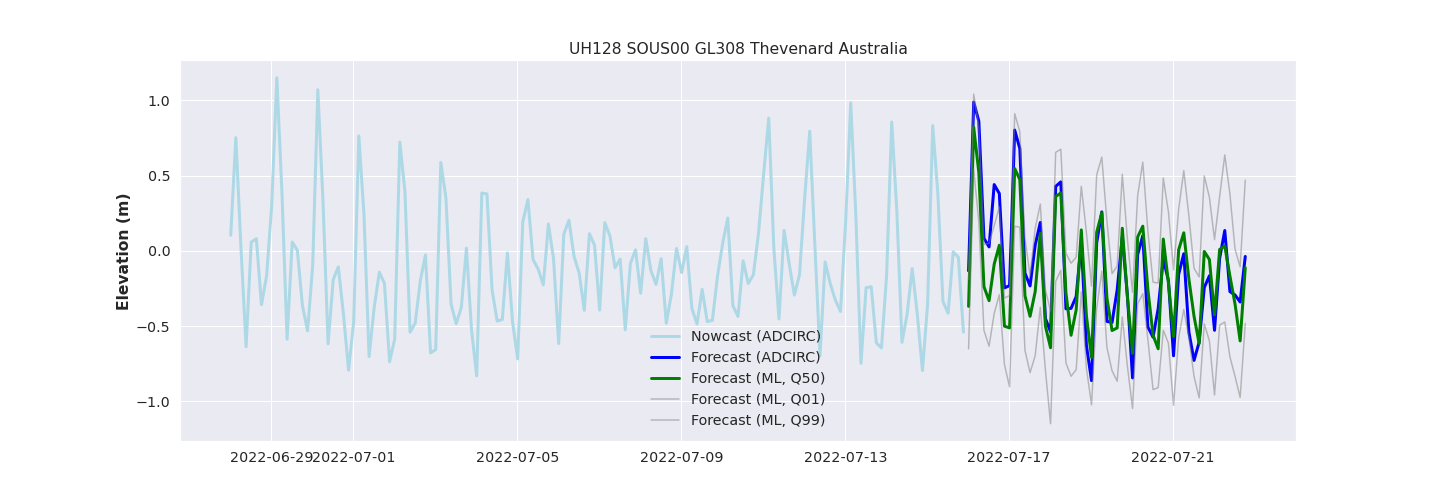 UH128 SOUS00 GL308 Thevenard Australia
Elevation (m)
1.0
0.5
0.0
−0.5
−1.0
Nowcast (ADCIRC)
Forecast (ADCIRC)
Forecast (ML, Q50)
Forecast (ML, Q01)
Forecast (ML, Q99)
2022-06-29 2022-07-01 2022-07-05 2022-07-09 2022-07-13 2022-07-17 2022-07-21